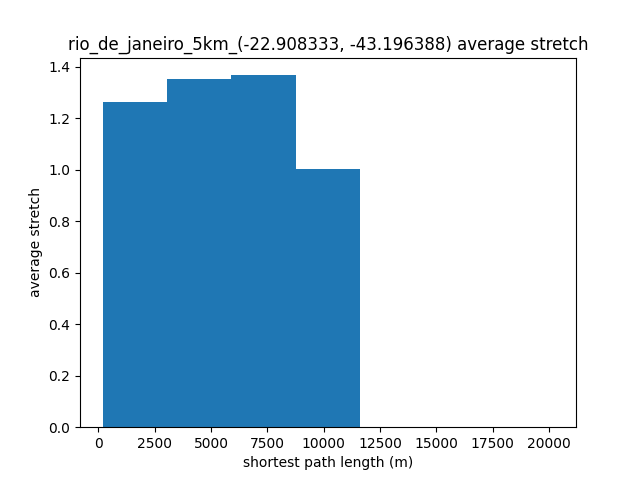 rio_de_janeiro_5km_(-22.908333, -43.196388) average stretch
1.4
1.2
1.0
0.8
0.6
0.4
0.2
0.0
average stretch
0 2500 5000 7500 10000 12500 15000 17500 20000
shortest path length (m)